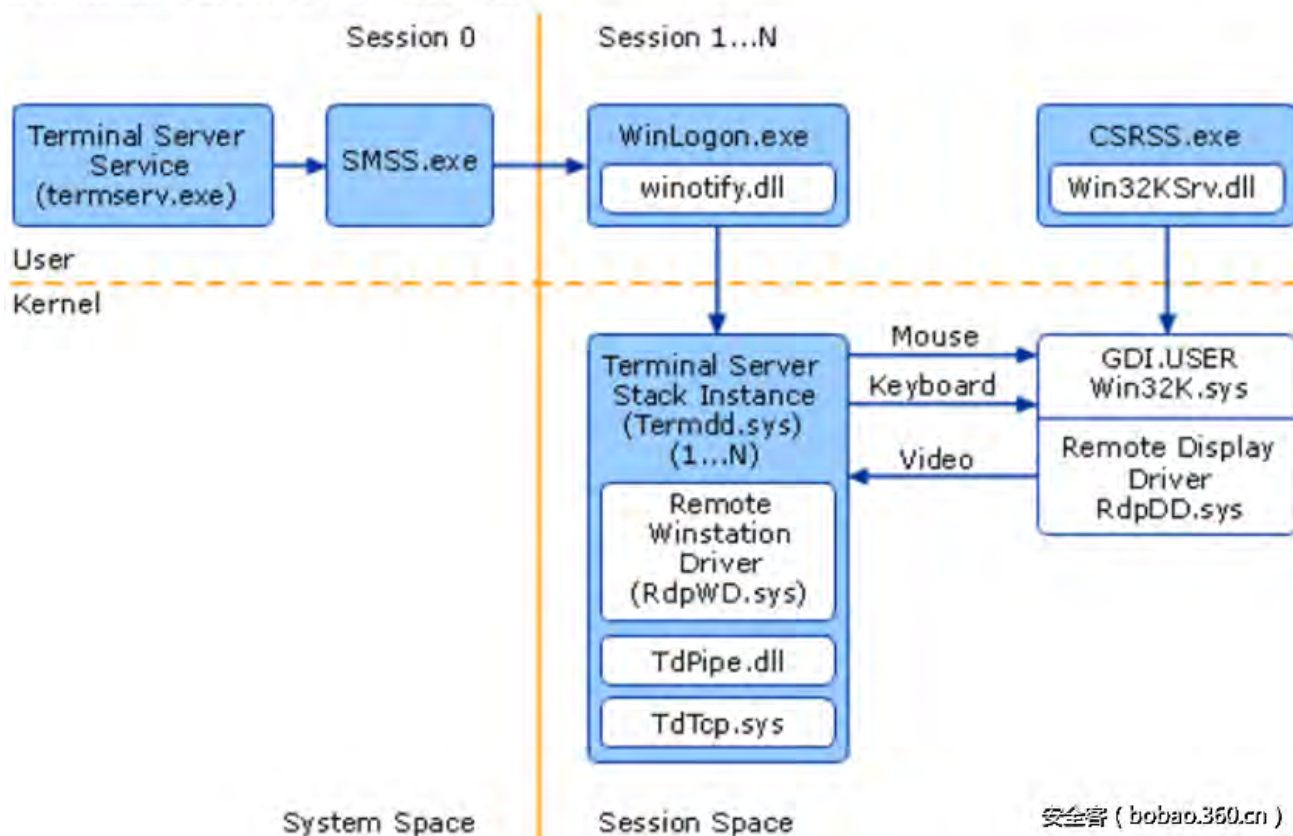 Session 0
Session 1...N
Terminal Server
Service
(termserv.exe)
SMSS.exe
WinLogon.exe
winotify.dll
CSRSS.exe
Win32KSrv.dll
User
Kernel
Terminal Server
Stack Instance
(Termdd.sys)
(1...N)
Remote
Winstation
Driver
(RdpWD.sys)
TdPipe.dll
TdTcp.sys
Mouse
Keyboard
Video
GDI.USER
Win32K.sys
Remote Display
Driver
RdpDD.sys
System Space
Session Space
安全客 ( bobao.360.cn )